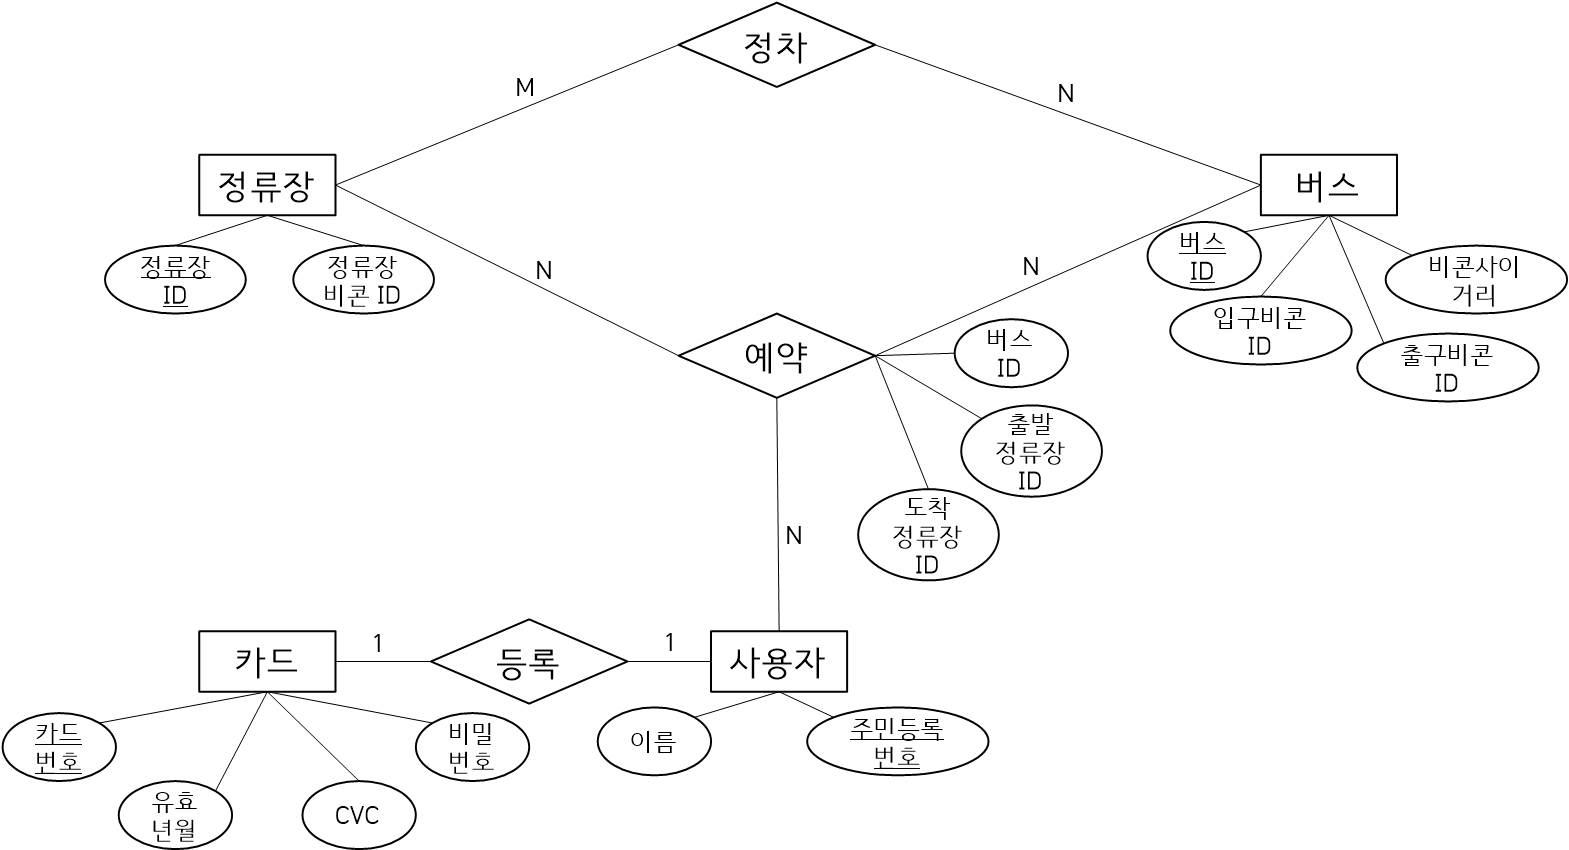 정차
M
N
정류장
버스
정류장
ID
정류장
비콘 ID
버스
ID
입구비콘
ID
출구비콘
ID
비콘사이
거리
N
N
예약
버스
ID
출발
정류장
ID
도착
정류장
ID
N
카드
1
등록
1
사용자
카드
번호
유효
년월
CVC
비밀
번호
이름
주민등록
번호